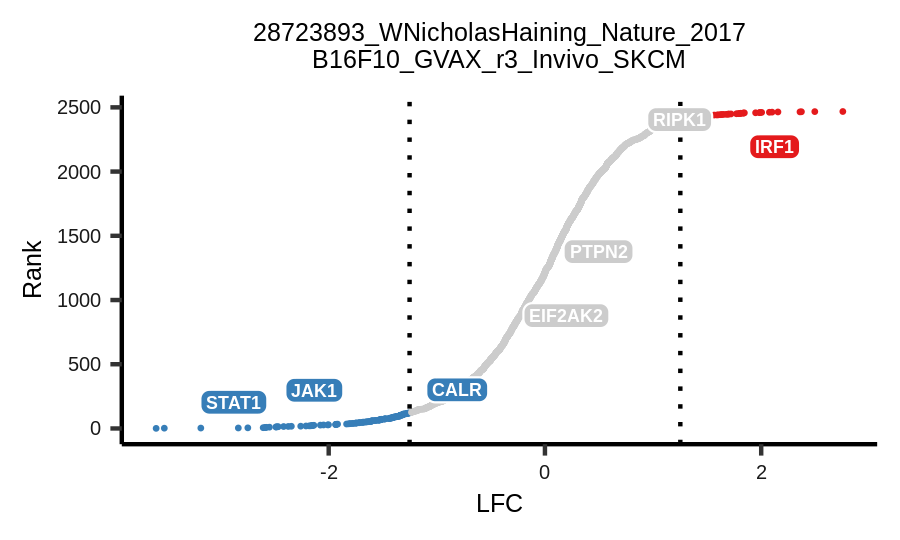 28723893_WNicholasHaining_Nature_2017
B16F10_GVAX_r3_Invivo_SKCM
2500
2000
1500
1000
500
0
Rank
RIPK1
IRF1
PTPN2
EIF2AK2
CALR
JAK1
STAT1
-2
0
2
LFC